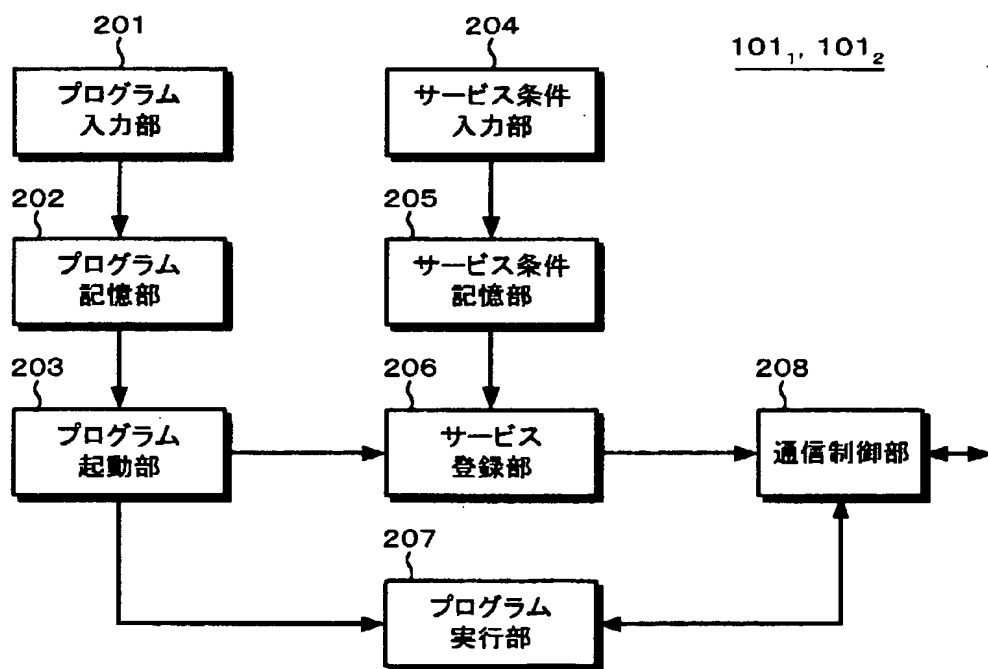 201
204
101₁, 101₂
プログラム
入力部
サービス条件
入力部
202
205
プログラム
記憶部
サービス条件
記憶部
203
206
208
プログラム
起動部
サービス
登録部
通信制御部
207
プログラム
実行部